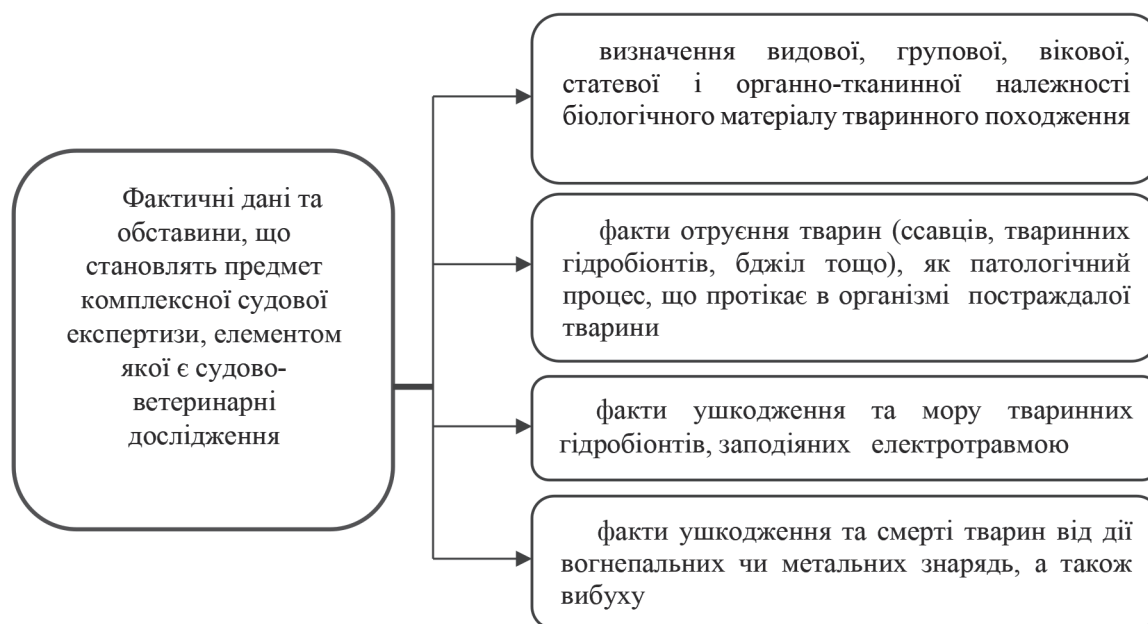 Фактичні дані та
обставини, що
становлять предмет
комплексної судової
експертизи, елементом
якої є судово-
ветеринарні
дослідження
визначення видової, групової, вікової,
статевої і органно-тканинної належності
біологічного матеріалу тваринного походження
факти отруєння тварин (ссавців, тваринних
гідробіонтів, бджіл тощо), як патологічний
процес, що протікає в організмі постраждалої
тварини
факти ушкодження та мору тваринних
гідробіонтів, заподіяних електротравмою
факти ушкодження та смерті тварин від дії
вогнепальних чи метальних знарядь, а також
вибуху